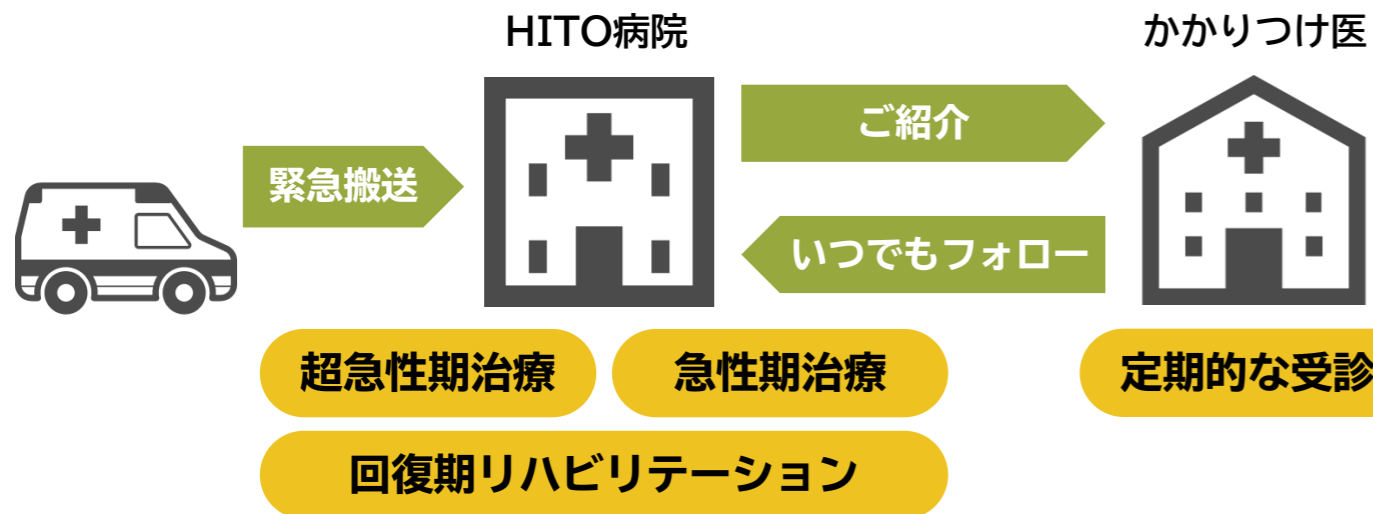 HITO病院
かかりつけ医
緊急搬送
ご紹介
いつでもフォロー
超急性期治療
急性期治療
定期的な受診
回復期リハビリテーション